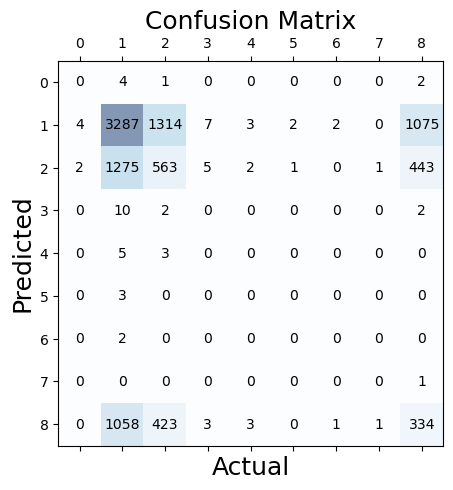 Confusion Matrix
0 1 2 3 4 5 6 7 8
0 0 4 1 0 0 0 0 0 2
1 4 3287 1314 7 3 2 2 0 1075
2 2 1275 563 5 2 1 0 1 443
3 0 10 2 0 0 0 0 0 2
4 0 5 3 0 0 0 0 0 0
5 0 3 0 0 0 0 0 0 0
6 0 2 0 0 0 0 0 0 0
7 0 0 0 0 0 0 0 0 1
8 0 1058 423 3 3 0 1 1 334
Predicted
Actual